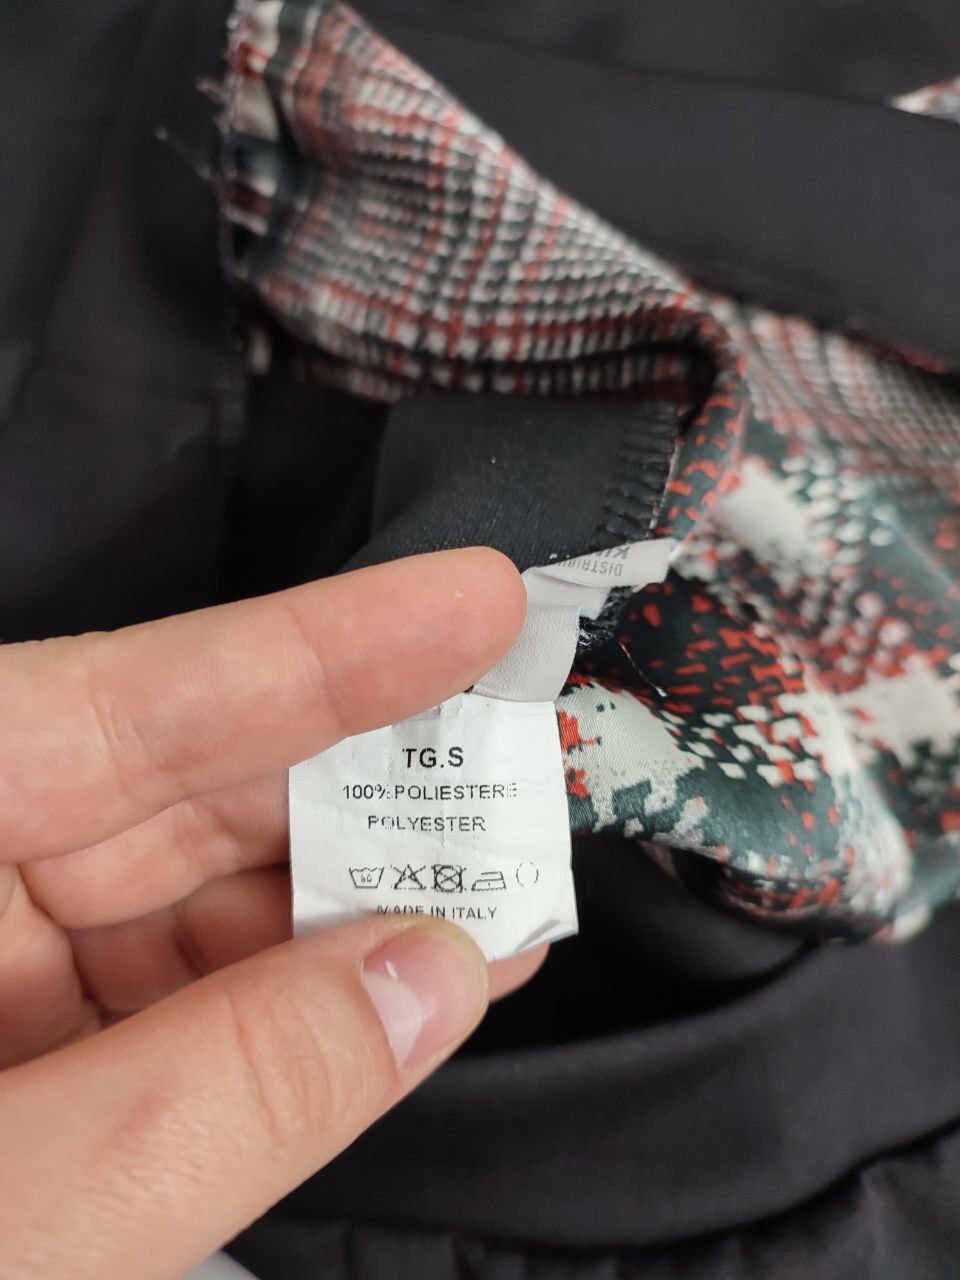 TG.S
100% POLIESTERE
POLYESTER
MADE IN ITALY